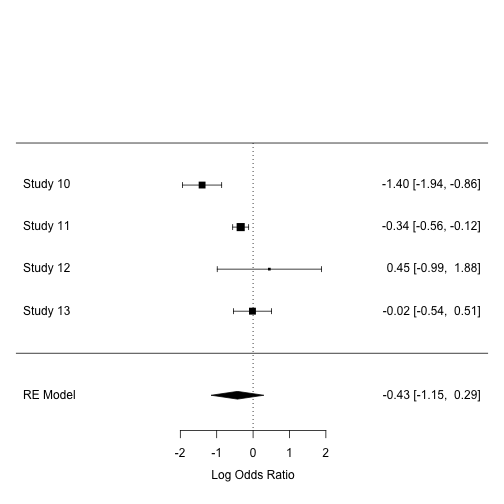 Study 10 -1.40 [-1.94, -0.86]
Study 11 -0.34 [-0.56, -0.12]
Study 12 0.45 [-0.99, 1.88]
Study 13 -0.02 [-0.54, 0.51]
RE Model -0.43 [-1.15, 0.29]
-2 -1 0 1 2
Log Odds Ratio